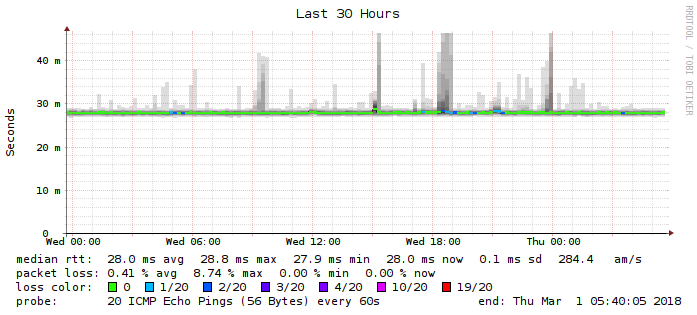 Last 30 Hours
RRDTOOL / TOBI OETIKER
Seconds
40 m
30 m
20 m
10 m
0
Wed 00:00 Wed 06:00 Wed 12:00 Wed 18:00 Thu 00:00
median rtt: 28.0 ms avg 28.8 ms max 27.9 ms min 28.0 ms now 0.1 ms sd 284.4 am/s
packet loss: 0.41 % avg 8.74 % max 0.00 % min 0.00 % now
loss color: 0 1/20 2/20 3/20 4/20 10/20 19/20
probe: 20 ICMP Echo Pings (56 Bytes) every 60s end: Thu Mar 1 05:40:05 2018